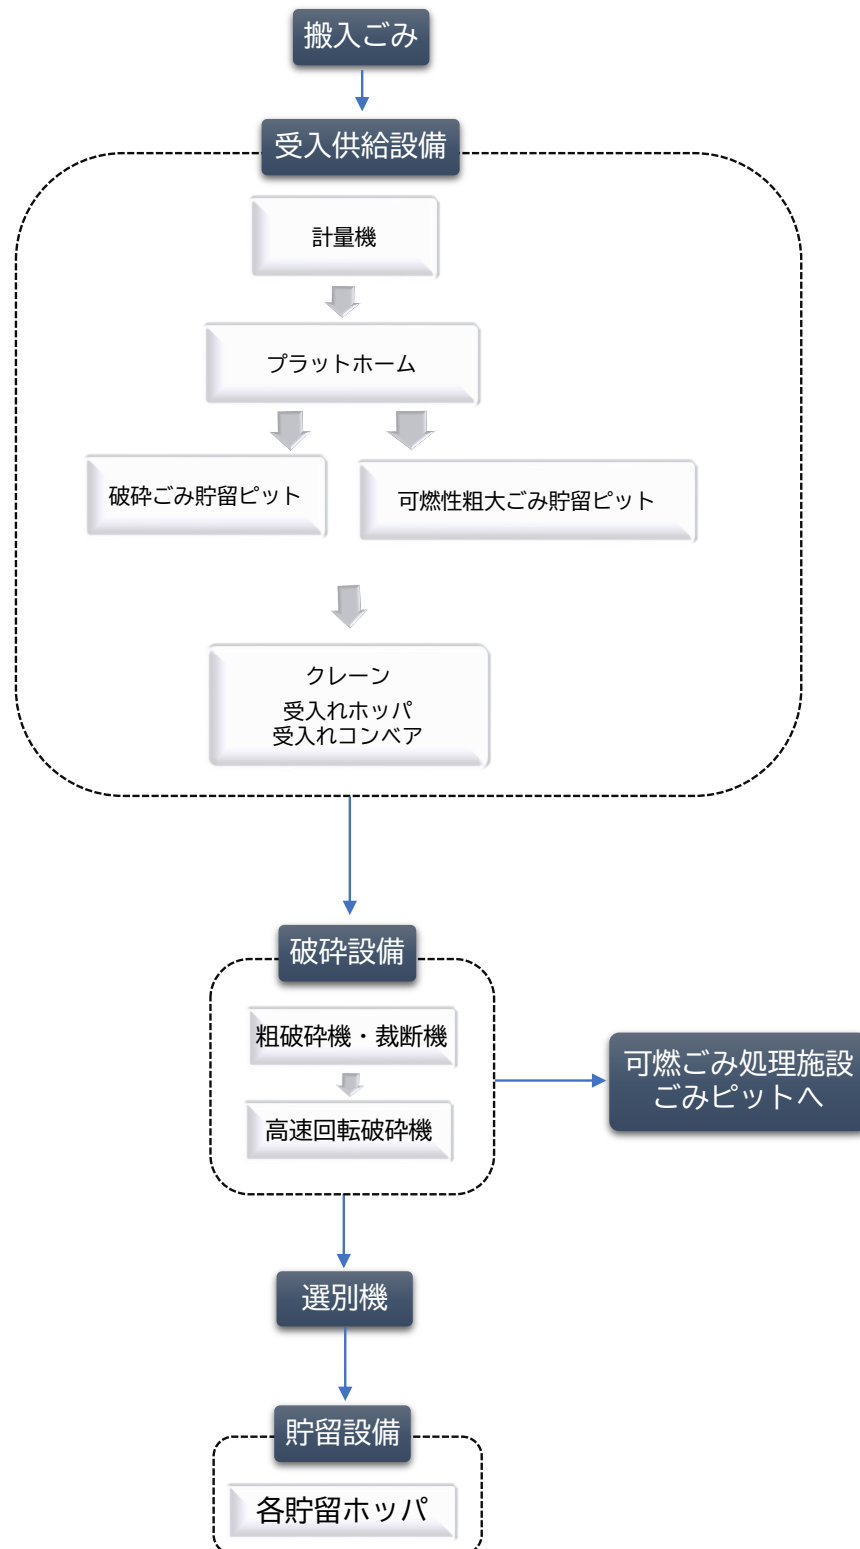 搬入ごみ
受入供給設備
計量機
プラットホーム
破砕ごみ貯留ピット
可燃性粗大ごみ貯留ピット
クレーン
受入れホッパ
受入れコンベア
破砕設備
粗破砕機・裁断機
高速回転破砕機
可燃ごみ処理施設
ごみピットへ
選別機
貯留設備
各貯留ホッパ